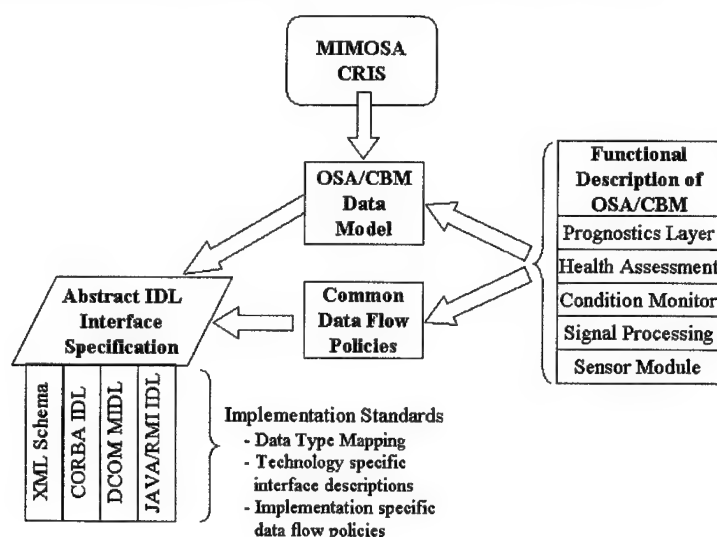 MIMOSA
CRIS
OSA/CBM
Data
Model
Functional
Description of
OSA/CBM
Prognostics Layer
Health Assessment
Condition Monitor
Signal Processing
Sensor Module
Abstract IDL
Interface
Specification
Common
Data Flow
Policies
XML Schema
CORBA IDL
DCOM MIDL
JAVA/RMI IDL
Implementation Standards
- Data Type Mapping
- Technology specific
interface descriptions
- Implementation specific
data flow policies